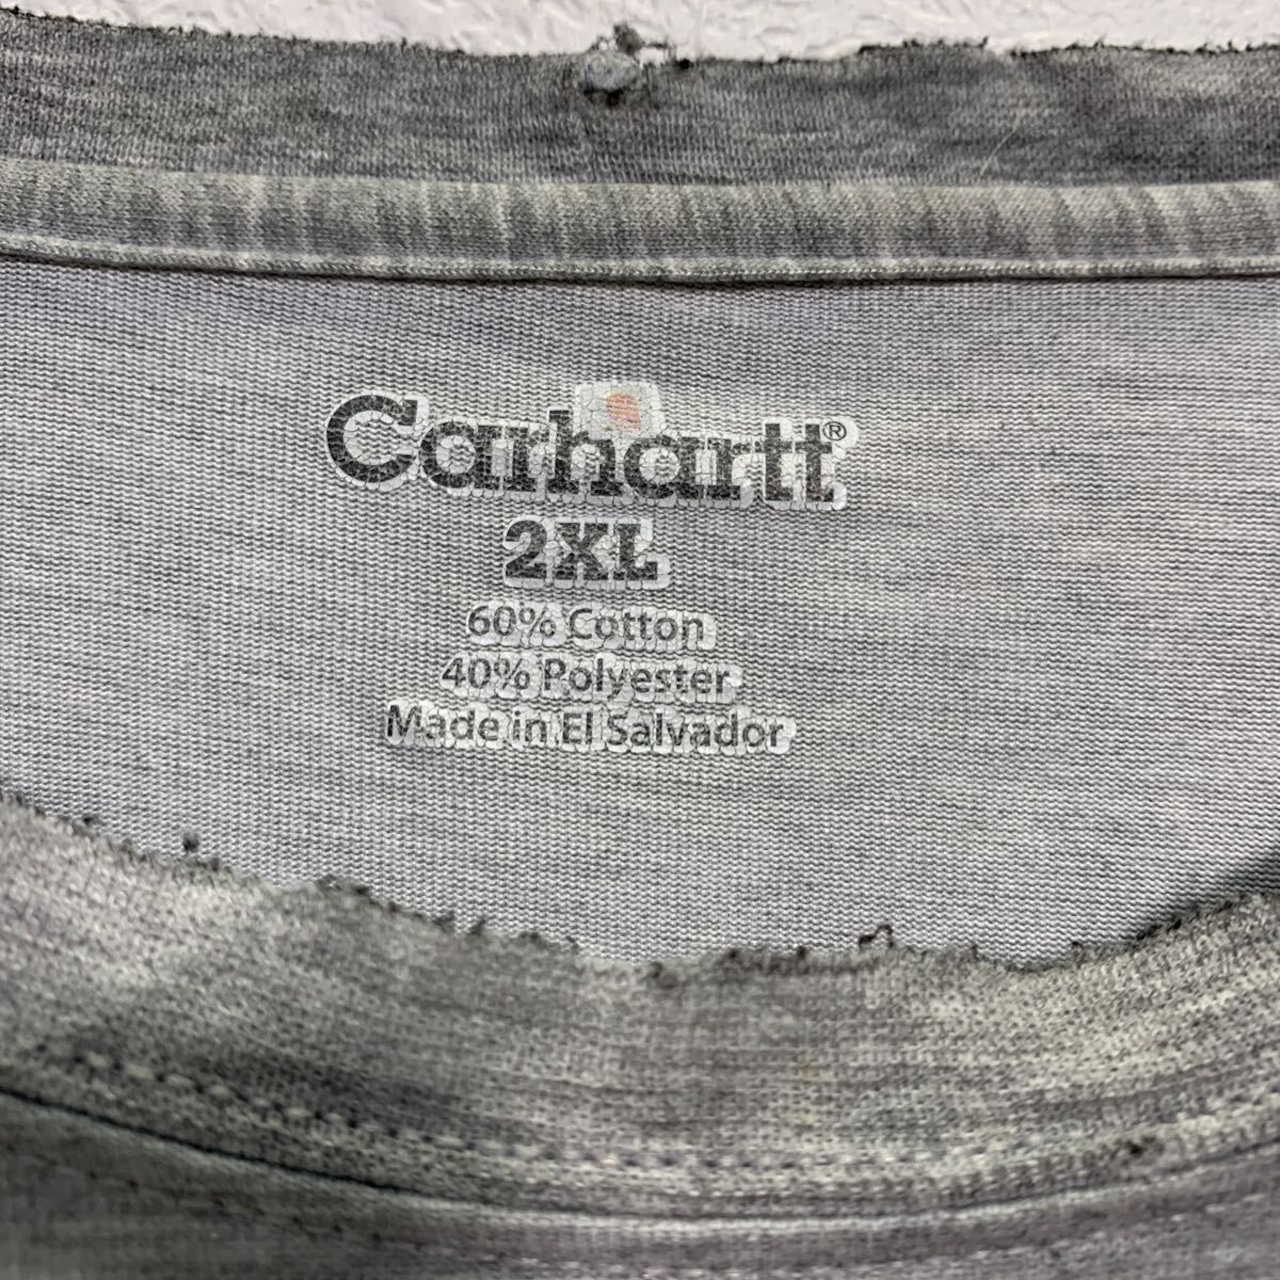 Carhartt®
2XL
60% Cotton
40% Polyester
Made in El Salvador